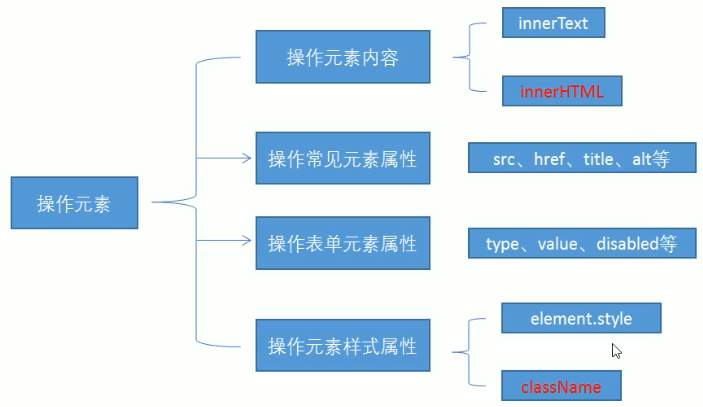 操作元素
操作元素内容
innerText
innerHTML
操作常见元素属性
src、href、title、alt等
操作表单元素属性
type、value、disabled等
操作元素样式属性
element.style
className